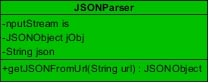 JSONParser
-nputStream is
-JSONObject jObj
-String json
+getJSONFromUrl(String url) : JSONObject